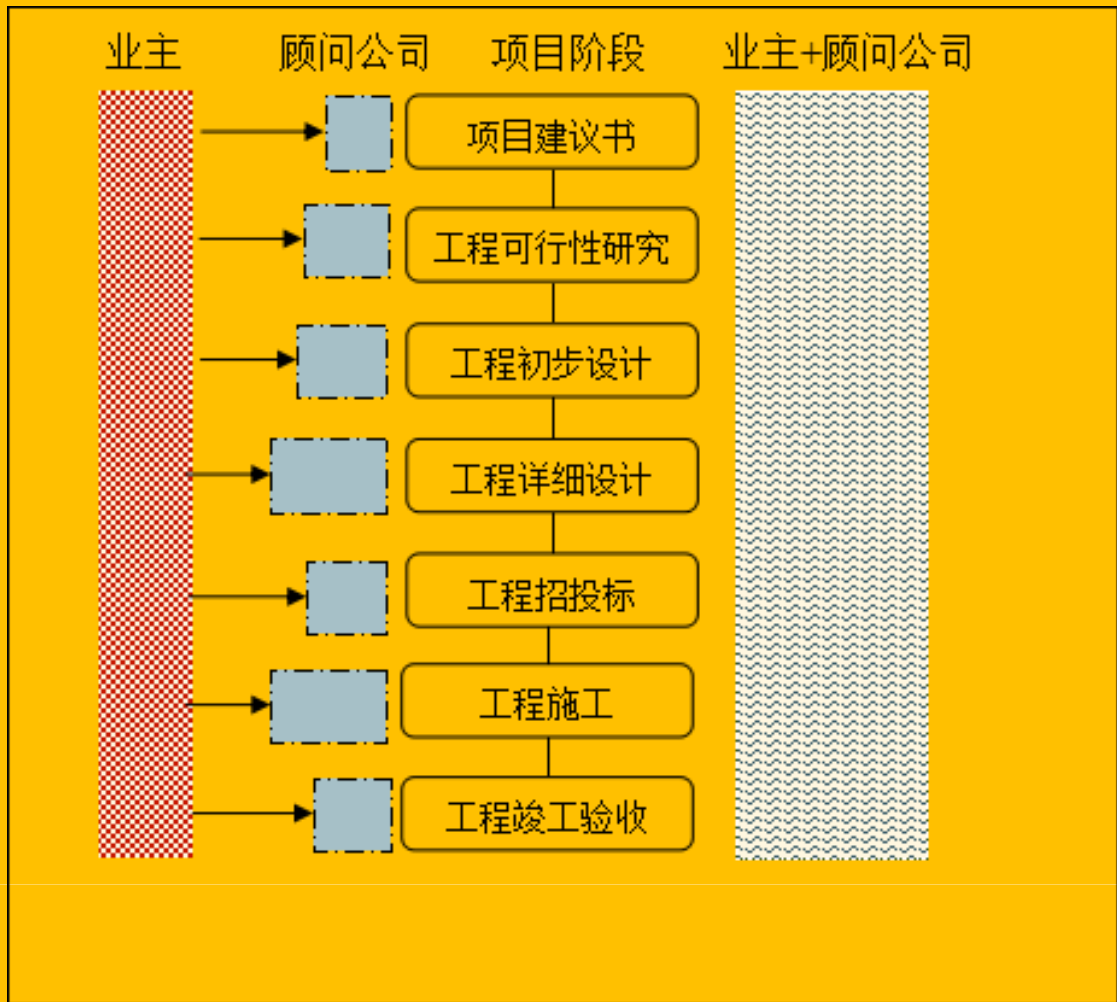 业主 顾问公司 项目阶段 业主+顾问公司
项目建议书
工程可行性研究
工程初步设计
工程详细设计
工程招投标
工程施工
工程竣工验收